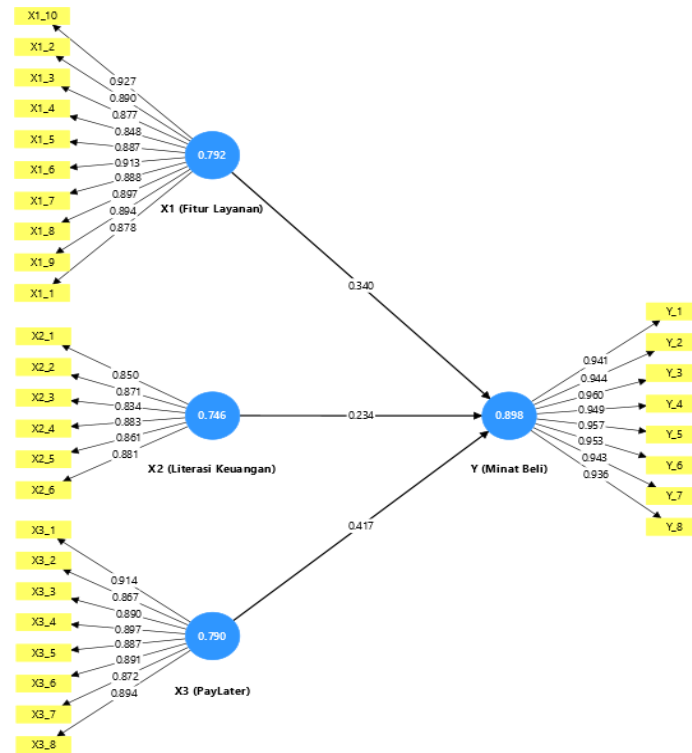 X1_10
X1_2
X1_3
X1_4
X1_5
X1_6
X1_7
X1_8
X1_9
X1_1
0.927
0.890
0.877
0.848
0.887
0.913
0.888
0.897
0.894
0.878
0.792
X1 (Fitur Layanan)
0.340
X2_1
X2_2
X2_3
X2_4
X2_5
X2_6
0.850
0.871
0.834
0.883
0.861
0.881
0.746
X2 (Literasi Keuangan)
0.234
X3_1
X3_2
X3_3
X3_4
X3_5
X3_6
X3_7
X3_8
0.914
0.867
0.890
0.897
0.887
0.891
0.872
0.894
0.790
X3 (PayLater)
0.417
0.898
Y (Minat Beli)
0.941
0.944
0.960
0.949
0.957
0.953
0.943
0.936
Y_1
Y_2
Y_3
Y_4
Y_5
Y_6
Y_7
Y_8